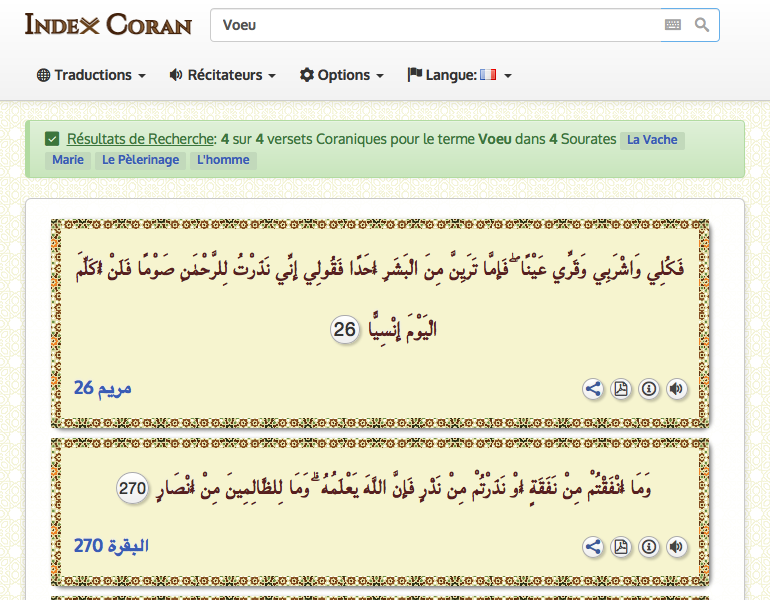 INDEX CORAN
Voeu
Traductions
Récitateurs
Options
Langue:
Résultats de Recherche: 4 sur 4 versets Coraniques pour le terme Voeu dans 4 Sourates La Vache
Marie Le Pèlerinage L'homme
فَكُلِي وَاشْرَبِي وَقَرِّي عَيْنًا ۖ فَإِمَّا تَرَيِنَّ مِنَ الْبَشَرِ أَحَدًا فَقُولِي إِنِّي نَذَرْتُ لِلرَّحْمَٰنِ صَوْمًا فَلَنْ أُكَلِّمَ
الْيَوْمَ إِنْسِيًّا 26
مريم 26
وَمَا أَنْفَقْتُمْ مِنْ نَفَقَةٍ أَوْ نَذَرْتُمْ مِنْ نَذْرٍ فَإِنَّ اللَّهَ يَعْلَمُهُ ۗ وَمَا لِلظَّالِمِينَ مِنْ أَنْصَارٍ 270
البقرة 270